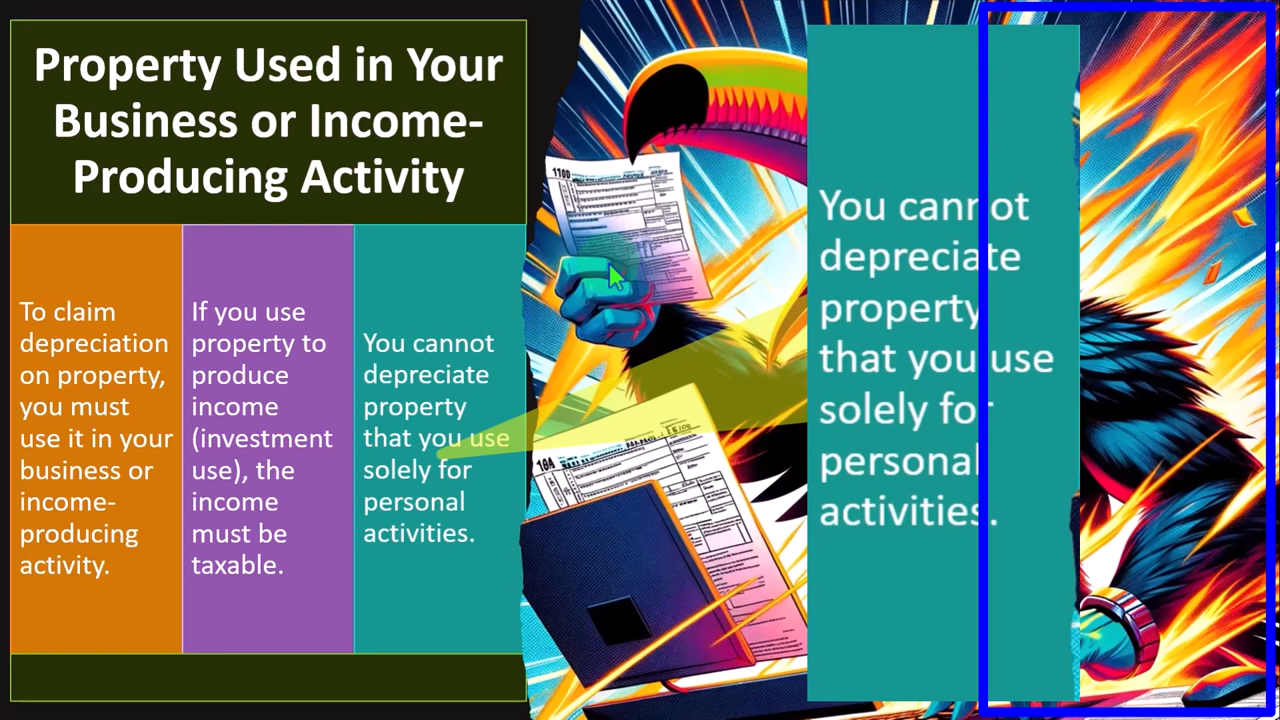 Property Used in Your
Business or Income-
Producing Activity
To claim
depreciation
on property,
you must
use it in your
business or
income-
producing
activity.
If you use
property to
produce
income
(investment
use), the
income
must be
taxable.
You cannot
depreciate
property
that you use
solely for
personal
activities.
110D
10A
You cannot
depreciate
property
that you use
solely for
personal
activities.